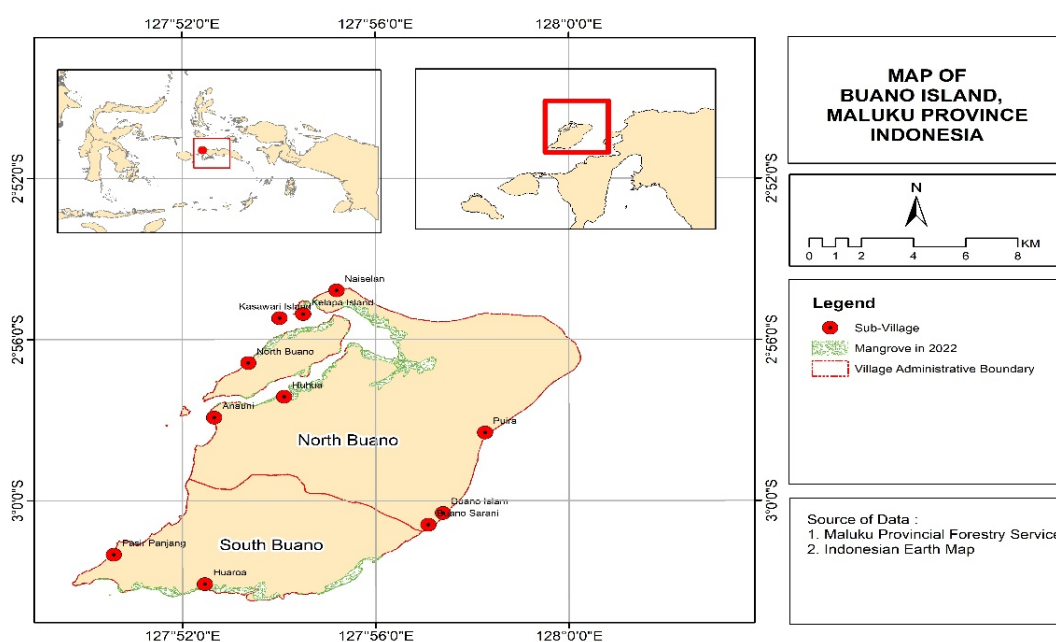 127°52'0"E
127°56'0"E
128°0'0"E
MAP OF
BUANO ISLAND,
MALUKU PROVINCE
INDONESIA
2°52'0"S
2°52'0"S
N
0 1 2 4 6 8
KM
Naiselan
Kasawari Island
Kelapa Island
2°56'0"S
2°56'0"S
North Buano
Huhua
Anauni
North Buano
Puira
Legend
Sub-Village
Mangrove in 2022
Village Administrative Boundary
3°0'0"S
3°0'0"S
Islam
Sarani
South Buano
Pasir Panjang
Huaroa
Source of Data :
1. Maluku Provincial Forestry Service
2. Indonesian Earth Map
127°52'0"E
127°56'0"E
128°0'0"E